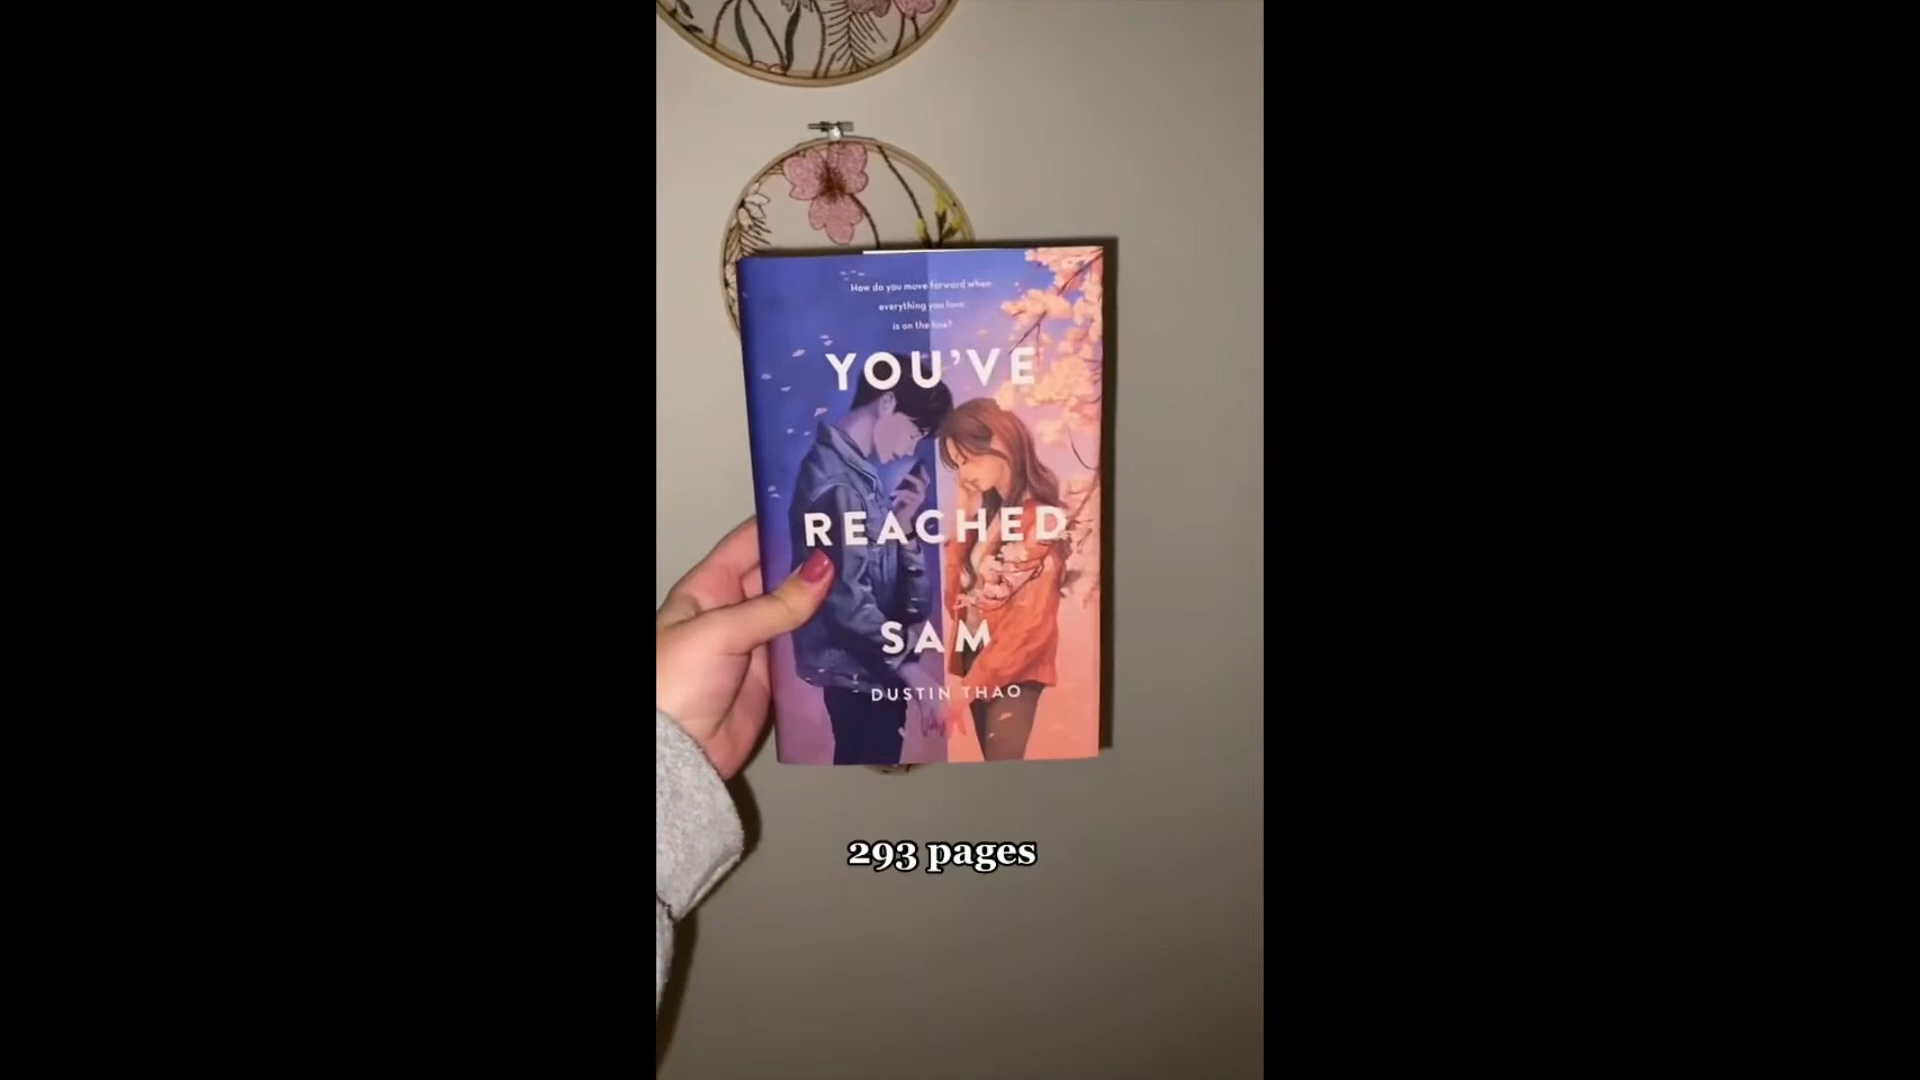 How do you move forward when
everything you love
is on the line?
YOU'VE
REACHED
SAM
DUSTIN THAO
293 pages